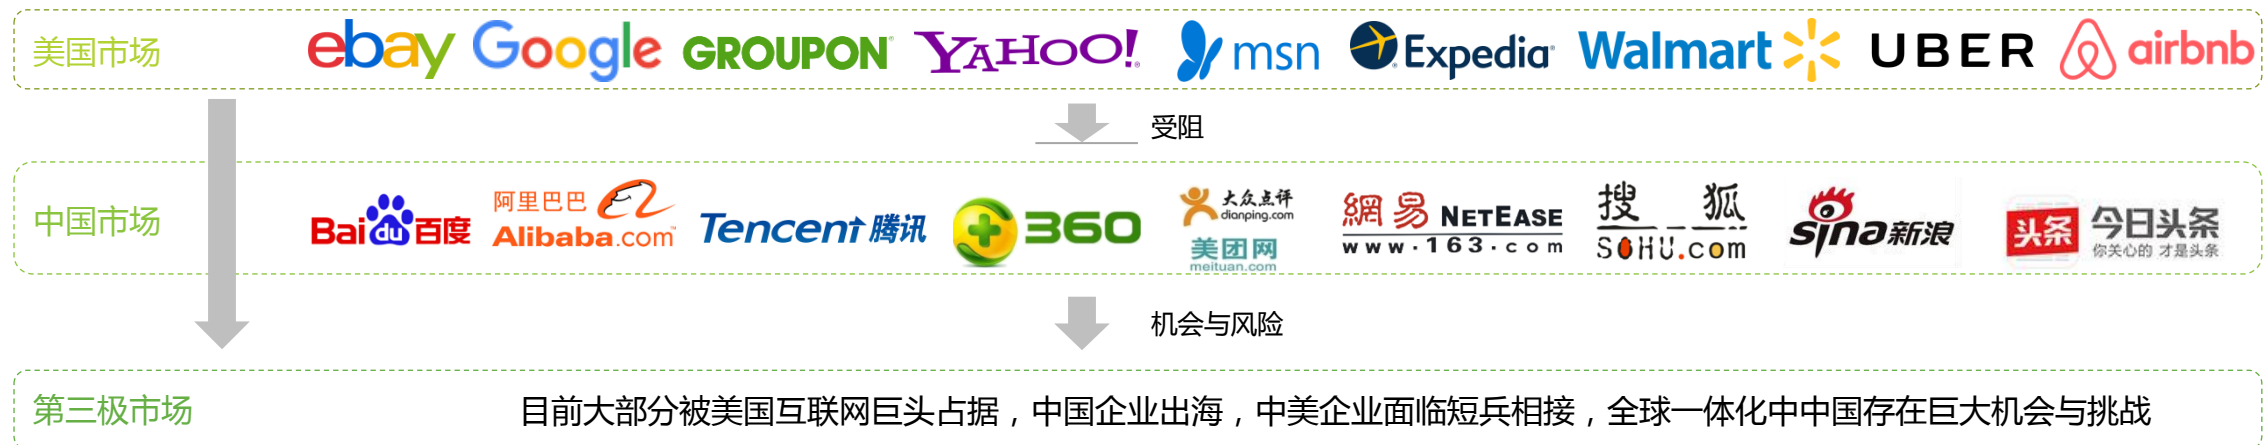 美国市场
ebay
Google
GROUPON
YAHOO!
msn
Expedia
Walmart
UBER
airbnb
受阻
中国市场
Bai du 百度
阿里巴巴
Alibaba.com
Tencent 腾讯
360
大众点评
dianping.com
美团网
meituan.com
網易 NETEASE
www.163.com
搜狐
SOHU.com
sina新浪
头条 今日头条
你关心的 才是头条
机会与风险
第三极市场
目前大部分被美国互联网巨头占据，中国企业出海，中美企业面临短兵相接，全球一体化中中国存在巨大机会与挑战